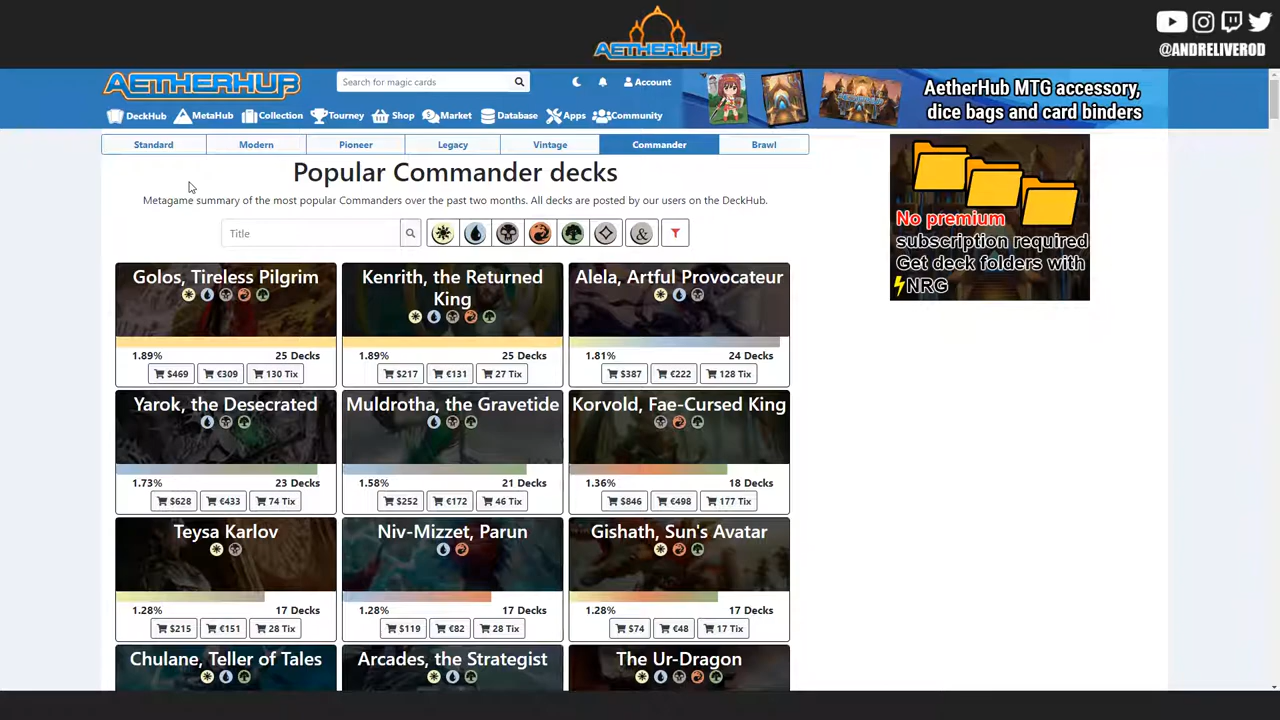 AETHERHUB
@ANDRELIVEROD
AETHERHUB
Search for magic cards
Account
AetherHub MTG accessory,
dice bags and card binders
DeckHub MetaHub Collection Tourney Shop Market Database Apps Community
Standard Modern Pioneer Legacy Vintage Commander Brawl
Popular Commander decks
Metagame summary of the most popular Commanders over the past two months. All decks are posted by our users on the DeckHub.
Title
No premium
subscription required
Get deck folders with
NRG
Golos, Tireless Pilgrim
1.89% 25 Decks
$469 €309 130 Tix
Kenrith, the Returned
King
1.89% 25 Decks
$217 €131 27 Tix
Alela, Artful Provocateur
1.81% 24 Decks
$387 €222 128 Tix
Yarok, the Desecrated
1.73% 23 Decks
$628 €433 74 Tix
Muldrotha, the Gravetide
1.58% 21 Decks
$252 €172 46 Tix
Korvold, Fae-Cursed King
1.36% 18 Decks
$846 €498 177 Tix
Teysa Karlov
1.28% 17 Decks
$215 €151 28 Tix
Niv-Mizzet, Parun
1.28% 17 Decks
$119 €82 28 Tix
Gishath, Sun's Avatar
1.28% 17 Decks
$74 €48 17 Tix
Chulane, Teller of Tales
Arcades, the Strategist
The Ur-Dragon